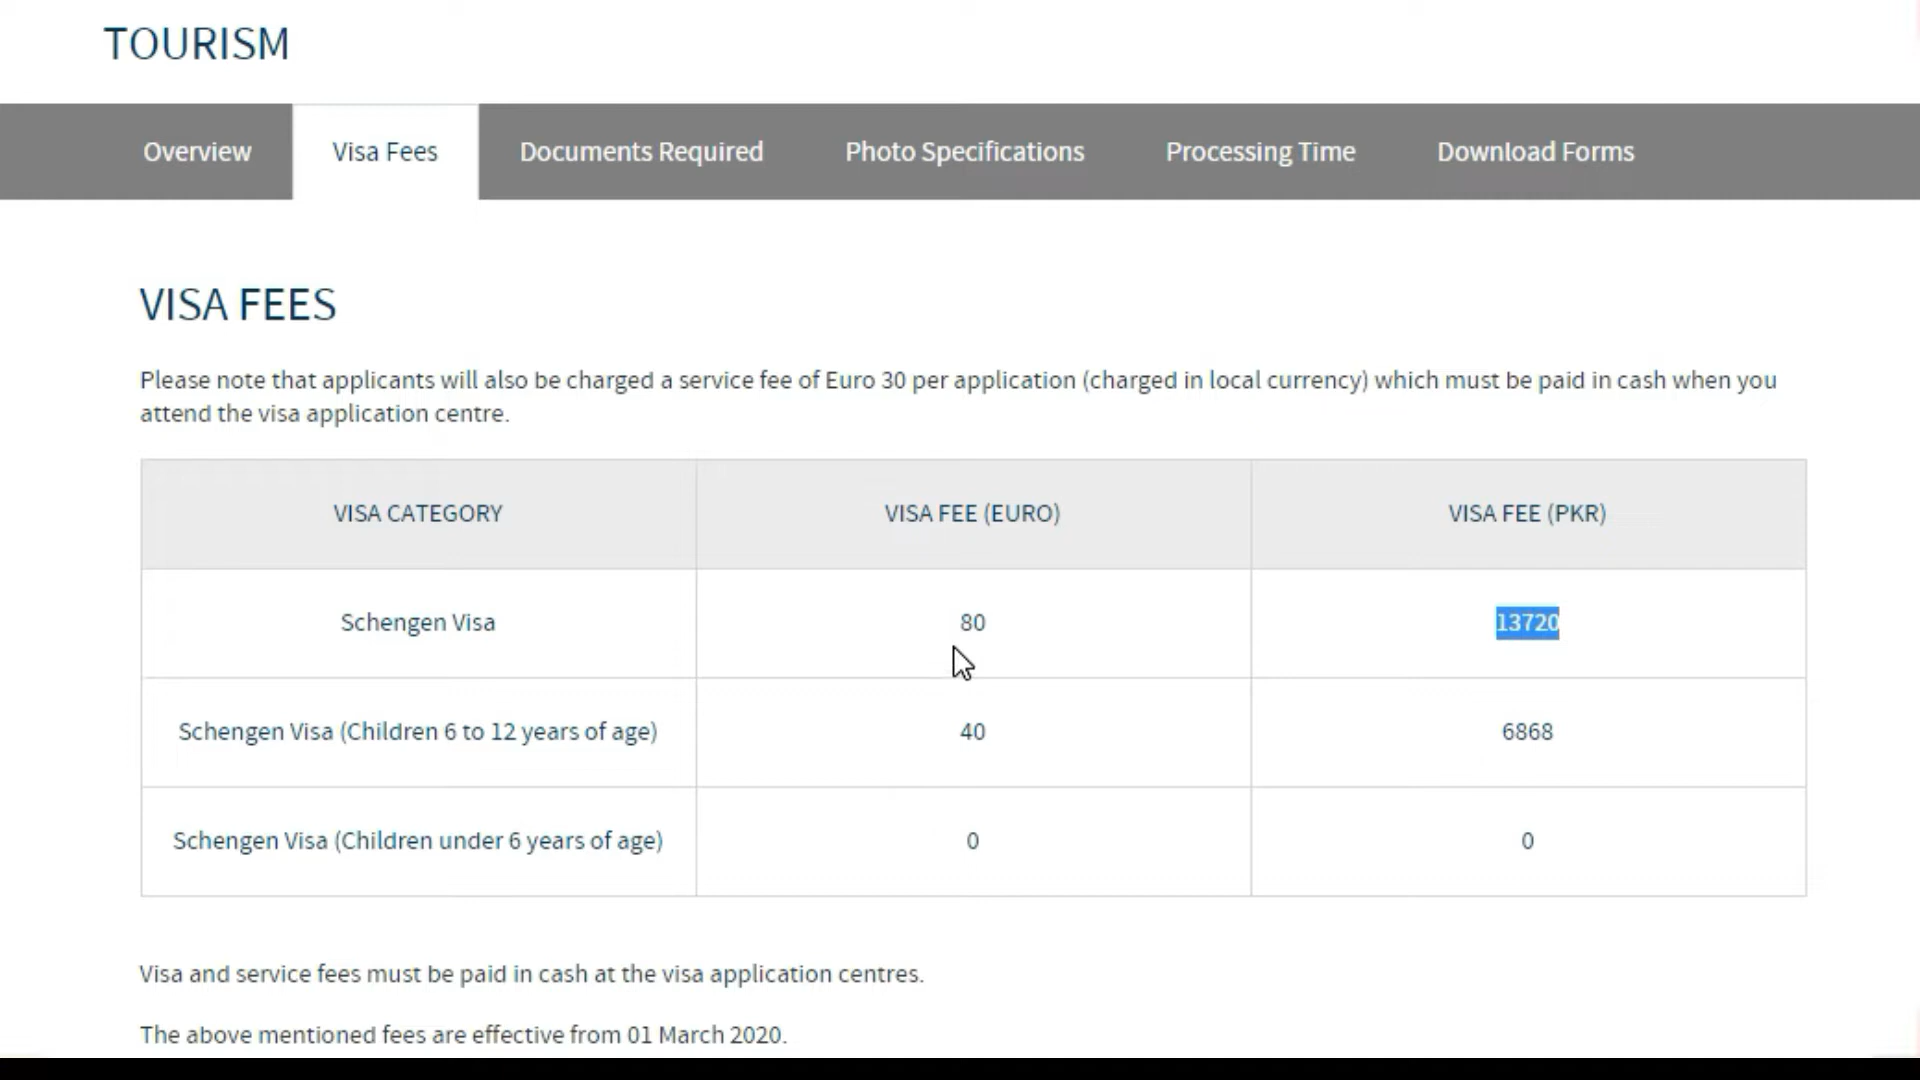 TOURISM
Overview
Visa Fees
Documents Required
Photo Specifications
Processing Time
Download Forms
VISA FEES
Please note that applicants will also be charged a service fee of Euro 30 per application (charged in local currency) which must be paid in cash when you
attend the visa application centre.
VISA CATEGORY
VISA FEE (EURO)
VISA FEE (PKR)
Schengen Visa
80
13720
Schengen Visa (Children 6 to 12 years of age)
40
6868
Schengen Visa (Children under 6 years of age)
0
0
Visa and service fees must be paid in cash at the visa application centres.
The above mentioned fees are effective from 01 March 2020.